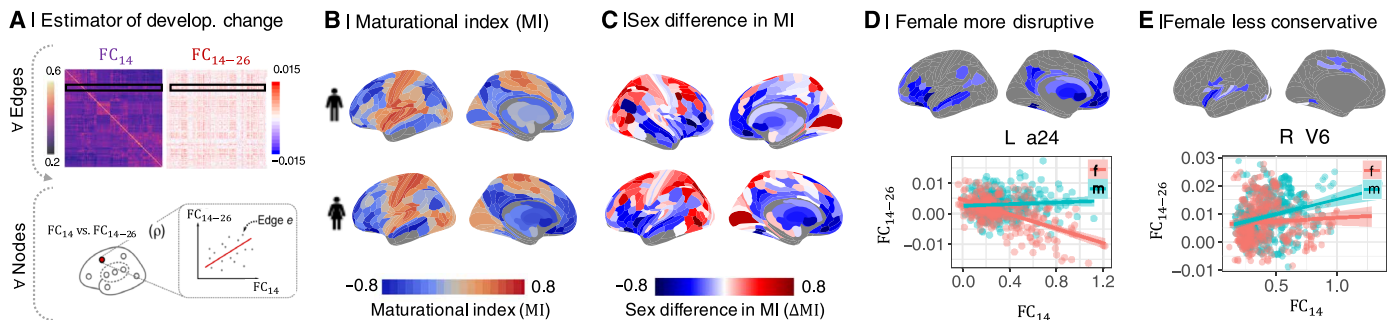 A | Estimator of develop. change
FC14 FC14−26
0.6
0.2
0.015
−0.015
∀ Edges
∀ Nodes
FC14 vs. FC14−26 (ρ)
FC14−26
Edge e
FC14
B | Maturational index (MI)
−0.8 0.8
Maturational index (MI)
C |Sex difference in MI
−0.8 0.8
Sex difference in MI (ΔMI)
D | Female more disruptive
L a24
f
m
0.01
0.00
−0.01
FC14−26
0.0 0.4 0.8 1.2
FC14
E |Female less conservative
R V6
f
m
0.03
0.02
0.01
0.00
−0.01
FC14−26
0.5 1.0
FC14